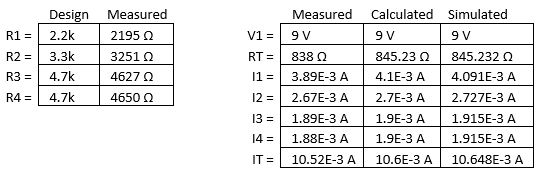 Design Measured
R1 = 2.2k 2195 Ω
R2 = 3.3k 3251 Ω
R3 = 4.7k 4627 Ω
R4 = 4.7k 4650 Ω
Measured Calculated Simulated
V1 = 9 V 9 V 9 V
RT = 838 Ω 845.23 Ω 845.232 Ω
I1 = 3.89E-3 A 4.1E-3 A 4.091E-3 A
I2 = 2.67E-3 A 2.7E-3 A 2.727E-3 A
I3 = 1.89E-3 A 1.9E-3 A 1.915E-3 A
I4 = 1.88E-3 A 1.9E-3 A 1.915E-3 A
IT = 10.52E-3 A 10.6E-3 A 10.648E-3 A